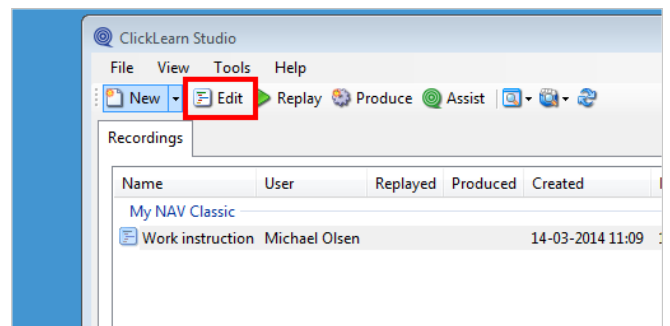 ClickLearn Studio
File View Tools Help
New Edit Replay Produce Assist
Recordings
Name User Replayed Produced Created
My NAV Classic
Work instruction Michael Olsen 14-03-2014 11:09